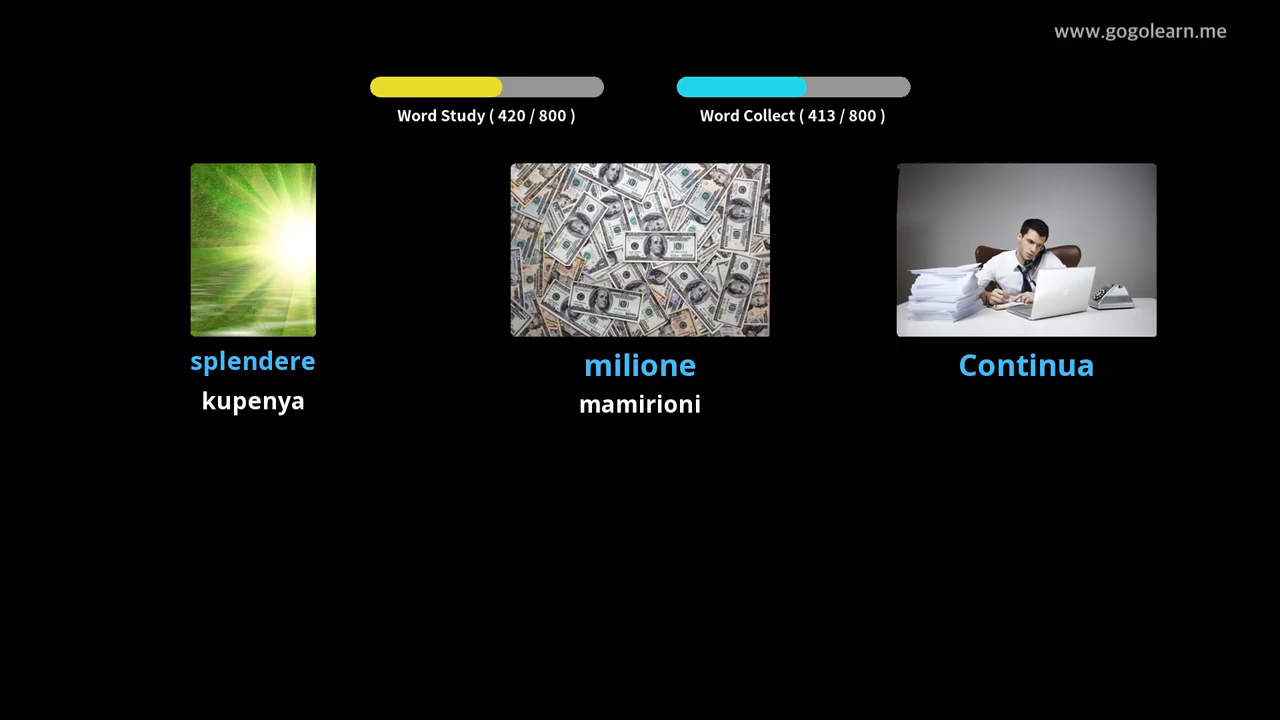 www.gogolearn.me
Word Study ( 420 / 800 )
Word Collect ( 413 / 800 )
splendere
kupenya
milione
mamirioni
Continua